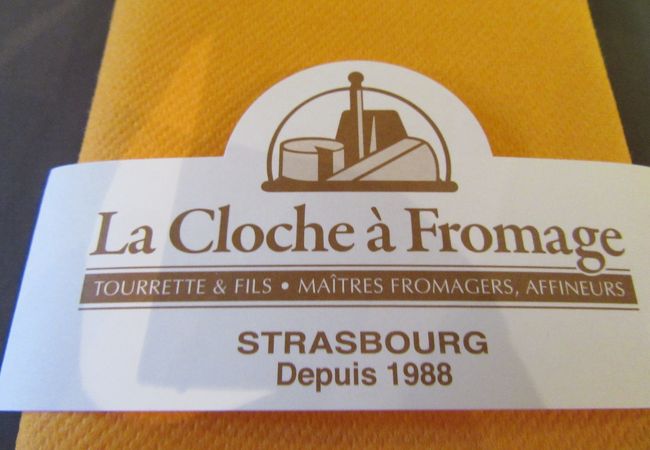 La Cloche à Fromage
TOURRETTE & FILS • MAÎTRES FROMAGERS, AFFINEURS
STRASBOURG
Depuis 1988